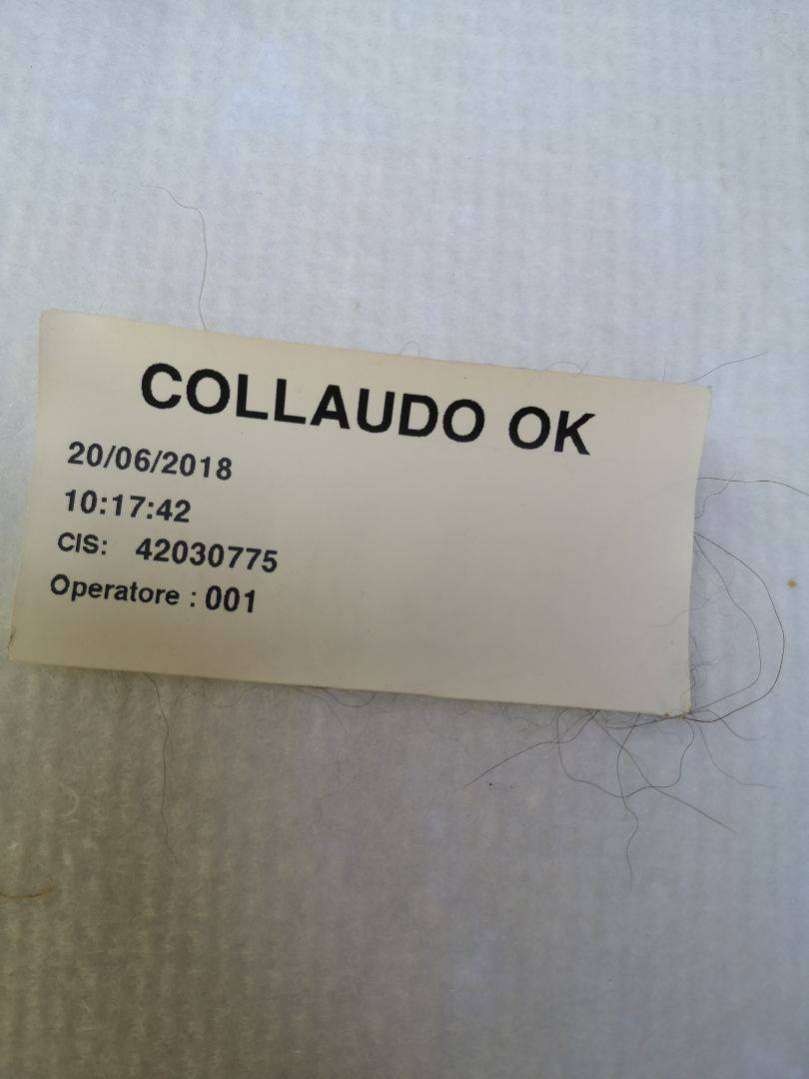 COLLAUDO OK
20/06/2018
10:17:42
CIS: 42030775
Operatore : 001